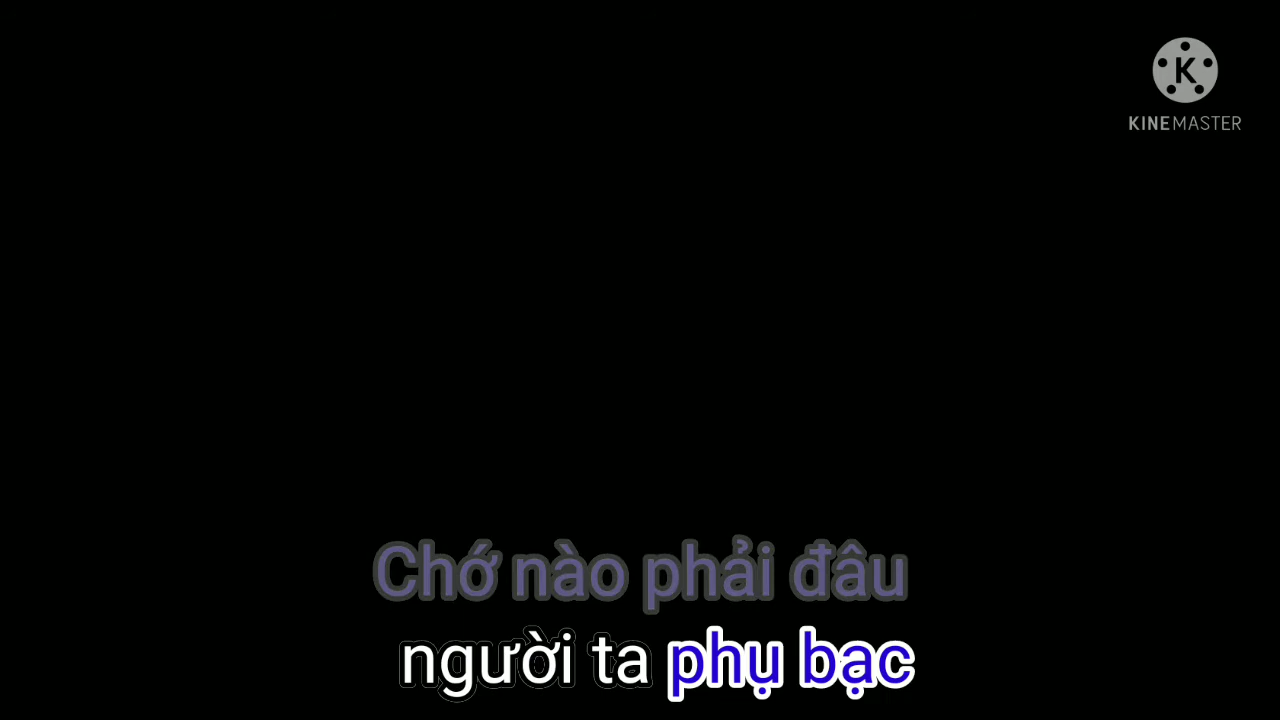 KINEMASTER
Chớ nào phải đâu
người ta phụ bạc